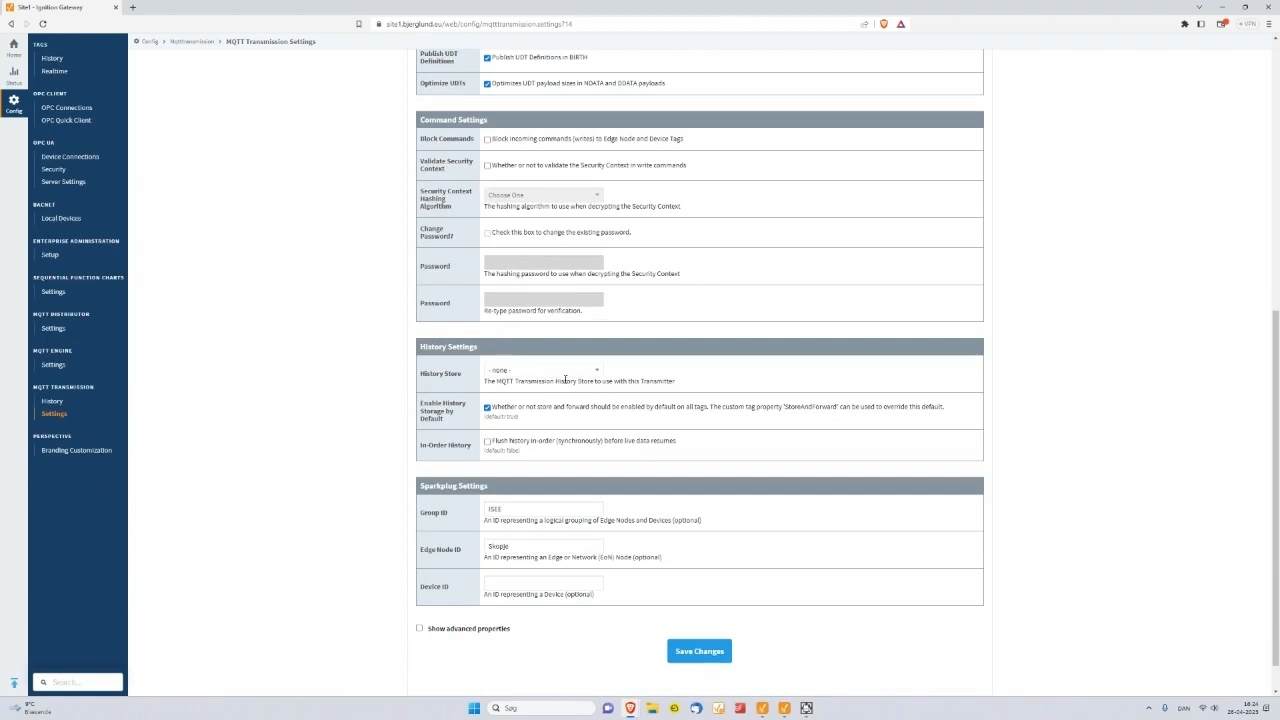 Site1 - Ignition Gateway
site1.bjerglund.eu/web/config/mqtttransmission.settings?14
VPN
Home
Status
Config
TAGS
History
Realtime
OPC CLIENT
OPC Connections
OPC Quick Client
OPC UA
Device Connections
Security
Server Settings
BACNET
Local Devices
ENTERPRISE ADMINISTRATION
Setup
SEQUENTIAL FUNCTION CHARTS
Settings
MQTT DISTRIBUTOR
Settings
MQTT ENGINE
Settings
MQTT TRANSMISSION
History
Settings
PERSPECTIVE
Branding Customization
Search...
Config > Mqtttransmission > MQTT Transmission Settings
Publish UDT
Definitions
Publish UDT Definitions in BIRTH
Optimize UDTs
Optimizes UDT payload sizes in NDATA and DDATA payloads
Command Settings
Block Commands
Block incoming commands (writes) to Edge Node and Device Tags
Validate Security
Context
Whether or not to validate the Security Context in write commands
Security Context
Hashing
Algorithm
Choose One
The hashing algorithm to use when decrypting the Security Context
Change
Password?
Check this box to change the existing password.
Password
The hashing password to use when decrypting the Security Context
Password
Re-type password for verification.
History Settings
History Store
- none -
The MQTT Transmission History Store to use with this Transmitter
Enable History
Storage by
Default
Whether or not store and forward should be enabled by default on all tags. The custom property 'StoreAndForward' can be used to override this default.
(default: true)
In-Order History
Flush history in-order (synchronously) before live data resumes
(default: false)
Sparkplug Settings
Group ID
ISEE
An ID representing a logical grouping of Edge Nodes and Devices (optional)
Edge Node ID
Skopje
An ID representing an Edge or Network (EoN) Node (optional)
Device ID
An ID representing a Device (optional)
Show advanced properties
Save Changes
9°C
Søg
DAN
16:24
26-04-2023